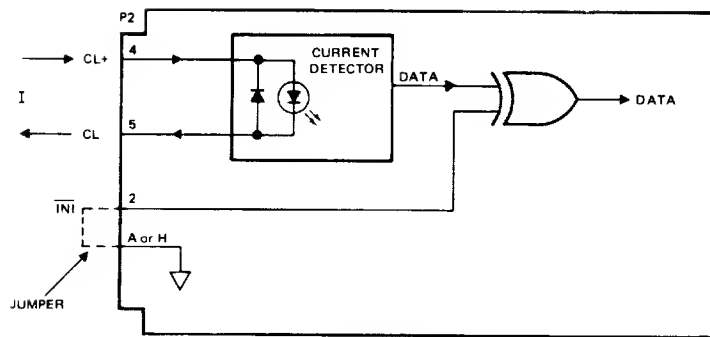 P2
4
CL+
CURRENT
DETECTOR
DATA
DATA
I
CL
5
INI
2
A or H
JUMPER